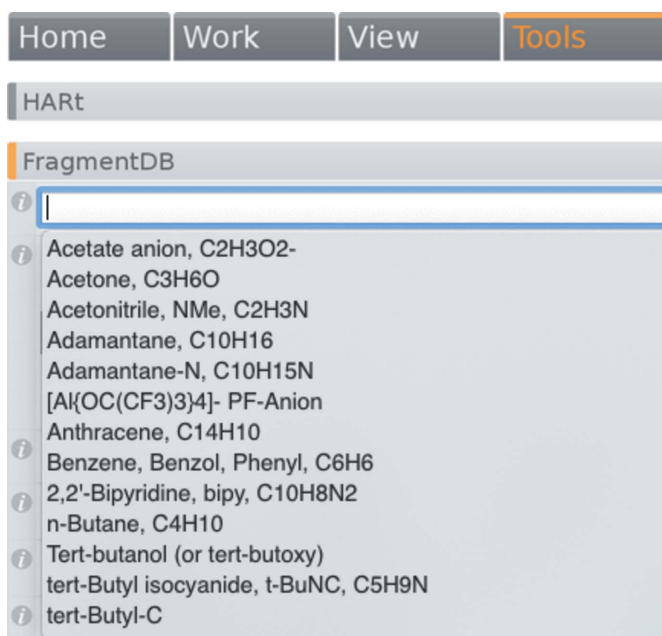 Home Work View Tools
HARt
FragmentDB
Acetate anion, C2H3O2-
Acetone, C3H6O
Acetonitrile, NMe, C2H3N
Adamantane, C10H16
Adamantane-N, C10H15N
[Al{OC(CF3)3}4]- PF-Anion
Anthracene, C14H10
Benzene, Benzol, Phenyl, C6H6
2,2'-Bipyridine, bipy, C10H8N2
n-Butane, C4H10
Tert-butanol (or tert-butoxy)
tert-Butyl isocyanide, t-BuNC, C5H9N
tert-Butyl-C